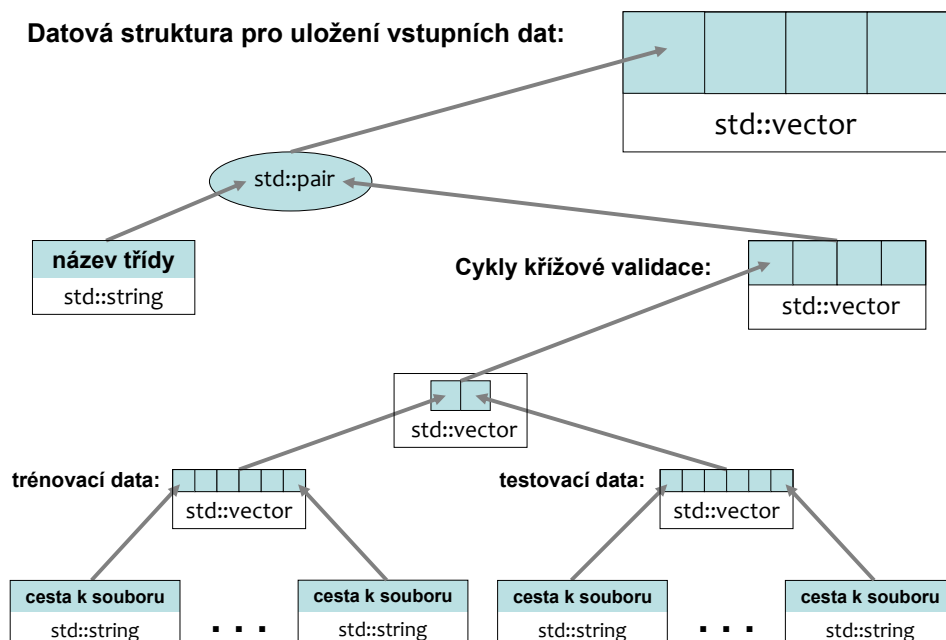 Datová struktura pro uložení vstupních dat:
std::vector
std::pair
název třídy
std::string
Cykly křížové validace:
std::vector
std::vector
trénovací data:
std::vector
testovací data:
std::vector
cesta k souboru
std::string
. . .
cesta k souboru
std::string
cesta k souboru
std::string
. . .
cesta k souboru
std::string